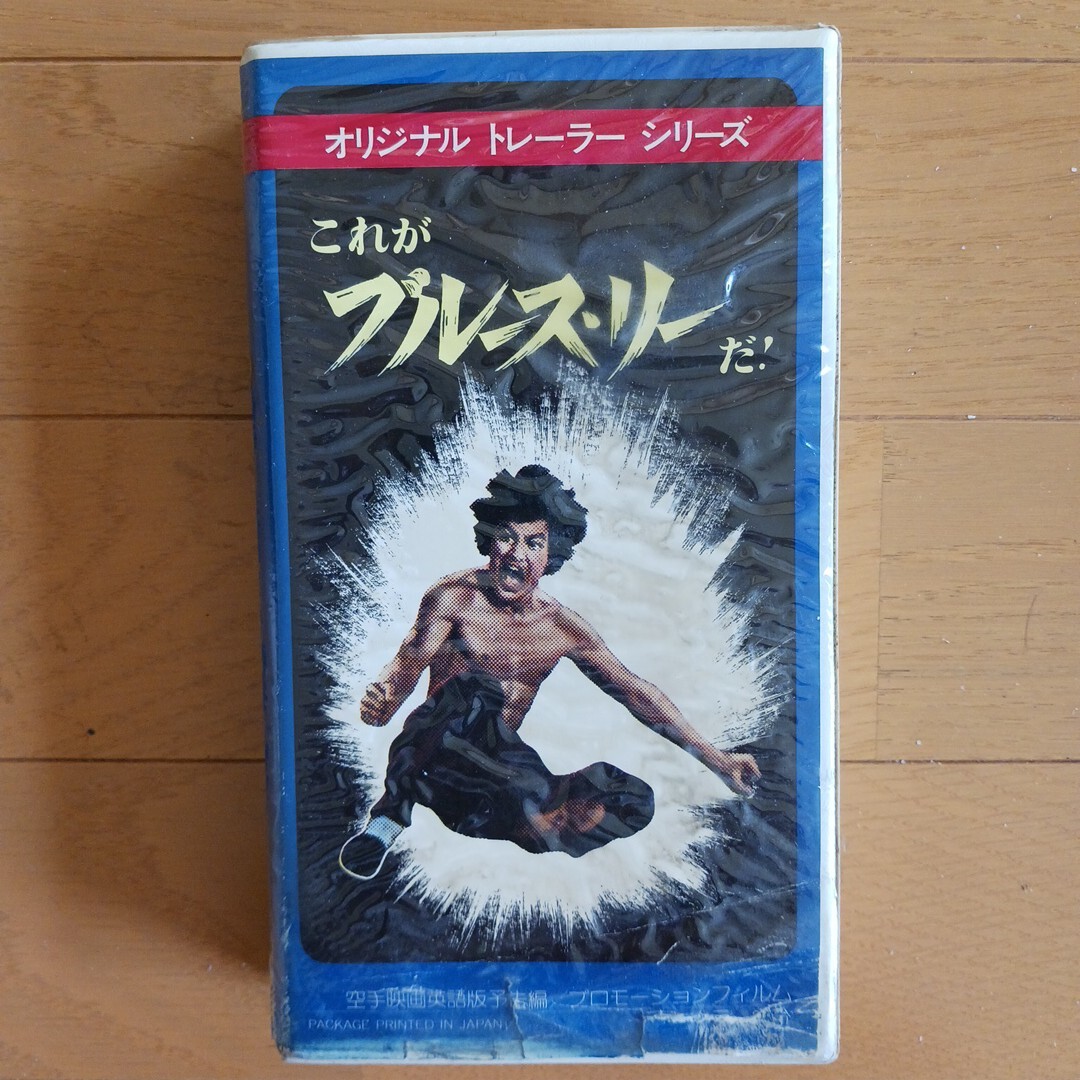 オリジナル トレーラー シリーズ
これが
ブルース・リー
だ!
空手映画英語版予告編 プロモーションフィルム
PACKAGE PRINTED IN JAPAN